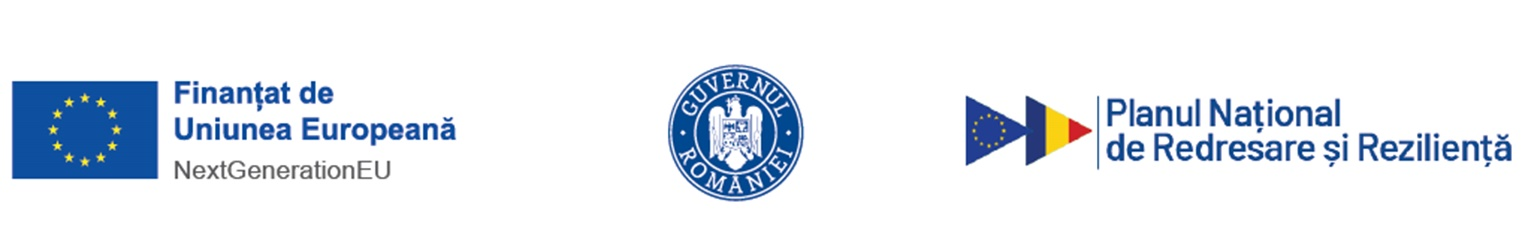 Finanțat de
Uniunea Europeană
NextGenerationEU
GUVERNUL
ROMÂNIEI
Planul Național
de Redresare și Reziliență